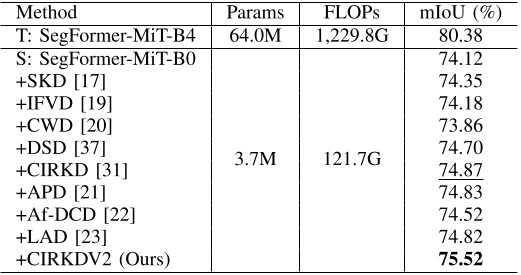 Method Params FLOPs mIoU (%)
T: SegFormer-MiT-B4 64.0M 1,229.8G 80.38
S: SegFormer-MiT-B0 74.12
+SKD [17] 74.35
+IFVD [19] 74.18
+CWD [20] 73.86
+DSD [37] 74.70
3.7M 121.7G
+CIRKD [31] 74.87
+APD [21] 74.83
+Af-DCD [22] 74.52
+LAD [23] 74.82
+CIRKDV2 (Ours) 75.52